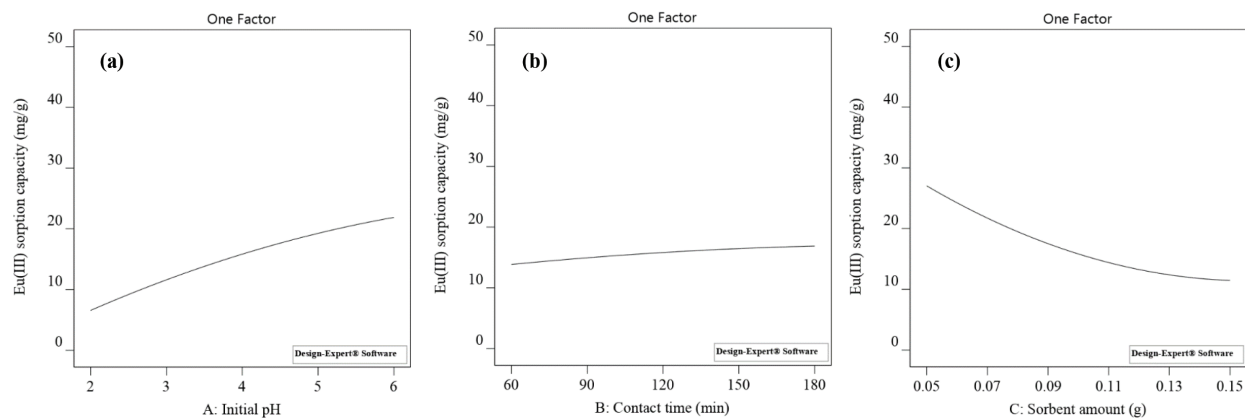 One Factor
(a)
Eu(III) sorption capacity (mg/g)
50
40
30
20
10
0
Design-Expert® Software
2 3 4 5 6
A: Initial pH
One Factor
(b)
Eu(III) sorption capacity (mg/g)
50
40
30
20
10
0
Design-Expert® Software
60 90 120 150 180
B: Contact time (min)
One Factor
(c)
Eu(III) sorption capacity (mg/g)
50
40
30
20
10
0
Design-Expert® Software
0.05 0.07 0.09 0.11 0.13 0.15
C: Sorbent amount (g)